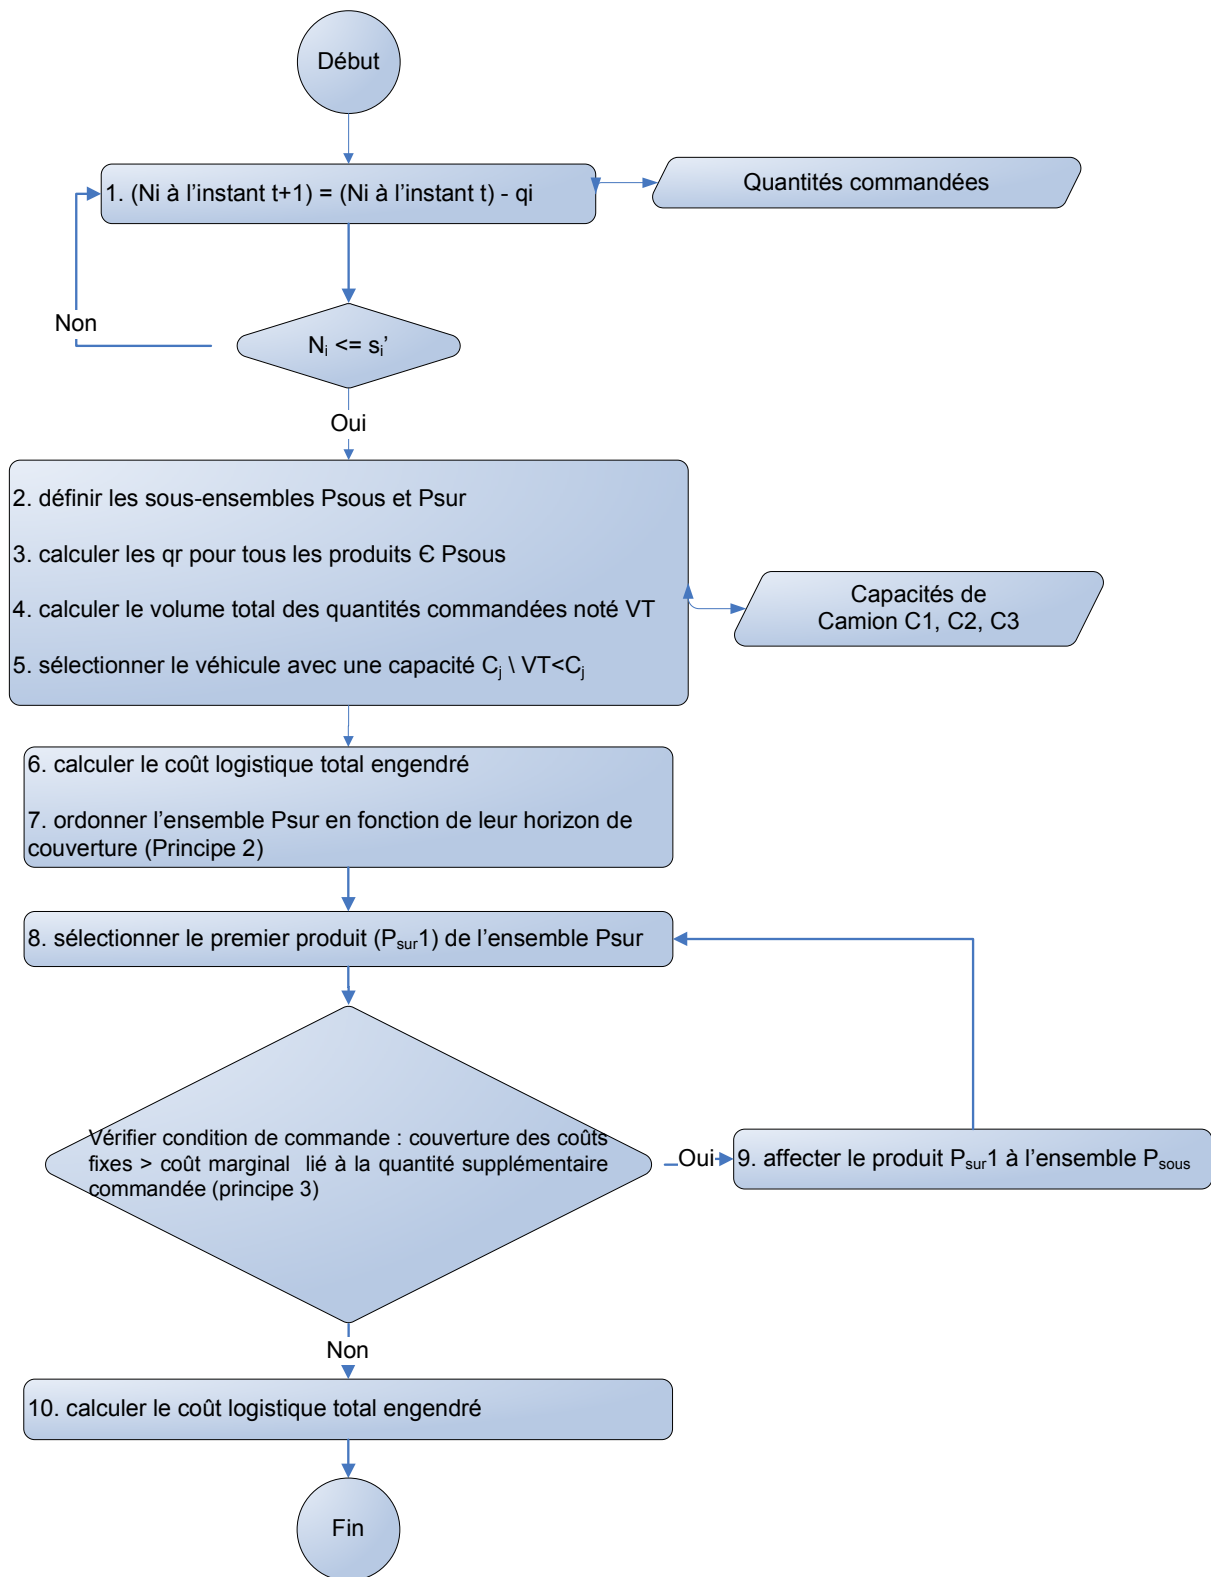 Début
1. (Ni à l’instant t+1) = (Ni à l’instant t) - qi
Quantités commandées
Non
Ni <= si’
Oui
2. définir les sous-ensembles Psous et Psur
3. calculer les qr pour tous les produits Є Psous
4. calculer le volume total des quantités commandées noté VT
5. sélectionner le véhicule avec une capacité Cj \ VT<Cj
Capacités de
Camion C1, C2, C3
6. calculer le coût logistique total engendré
7. ordonner l’ensemble Psur en fonction de leur horizon de
couverture (Principe 2)
8. sélectionner le premier produit (Psur1) de l’ensemble Psur
Vérifier condition de commande : couverture des coûts
fixes > coût marginal lié à la quantité supplémentaire
commandée (principe 3)
Oui
9. affecter le produit Psur1 à l’ensemble Psous
Non
10. calculer le coût logistique total engendré
Fin